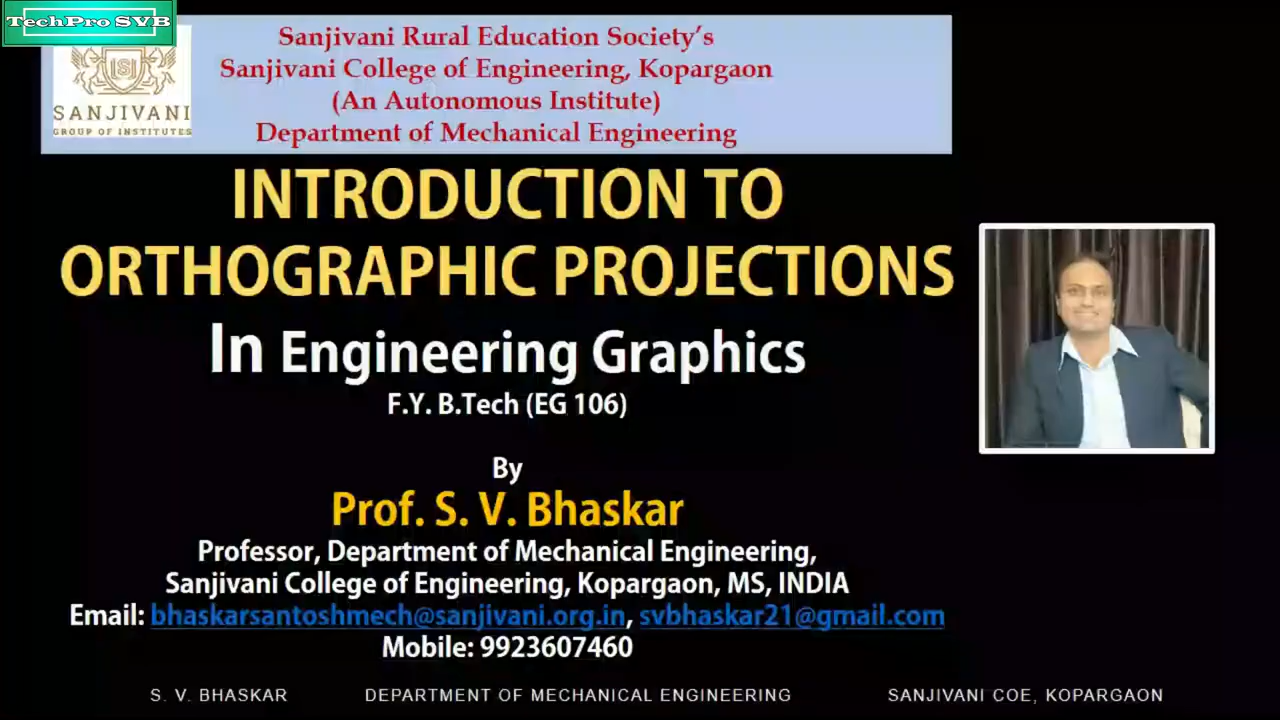 TechPro SVB
SANJIVANI
GROUP OF INSTITUTES
Sanjivani Rural Education Society's
Sanjivani College of Engineering, Kopargaon
(An Autonomous Institute)
Department of Mechanical Engineering
INTRODUCTION TO
ORTHOGRAPHIC PROJECTIONS
In Engineering Graphics
F.Y. B.Tech (EG 106)
By
Prof. S. V. Bhaskar
Professor, Department of Mechanical Engineering,
Sanjivani College of Engineering, Kopargaon, MS, INDIA
Email: bhaskarsantoshmech@sanjivani.org.in, svbhaskar21@gmail.com
Mobile: 9923607460
S. V. BHASKAR DEPARTMENT OF MECHANICAL ENGINEERING SANJIVANI COE, KOPARGAON